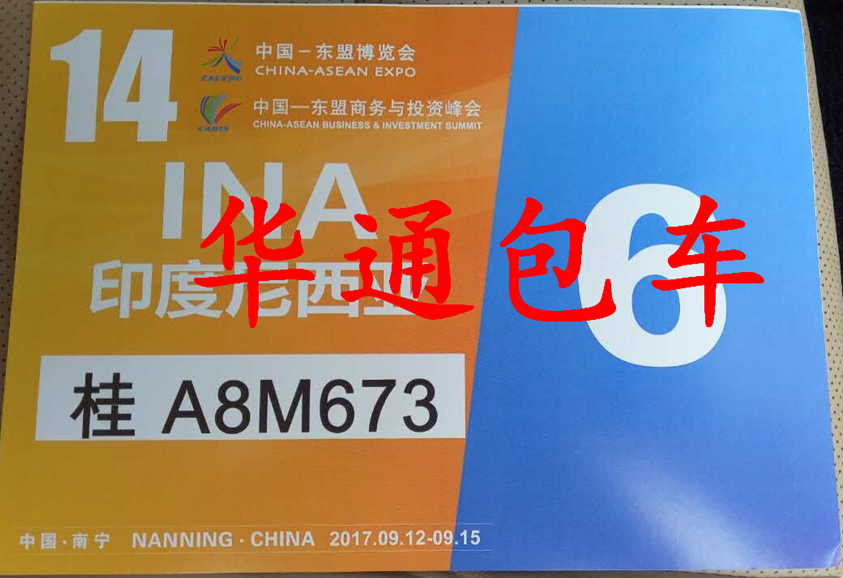 14
中国-东盟博览会
CHINA-ASEAN EXPO
CAEXPO
中国—东盟商务与投资峰会
CABIS
CHINA-ASEAN BUSINESS & INVESTMENT SUMMIT
INA
华通包车
6
印度尼西亚
桂 A8M673
中国·南宁 NANNING·CHINA 2017.09.12-09.15